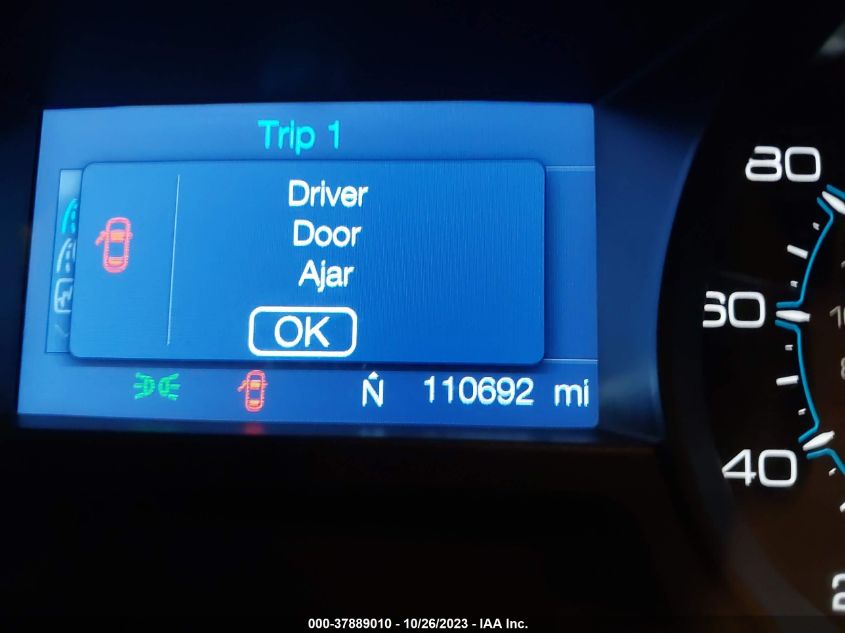 Trip 1
Driver
Door
Ajar
OK
N
110692 mi
80
60
40
000-37889010 - 10/26/2023 - IAA Inc.